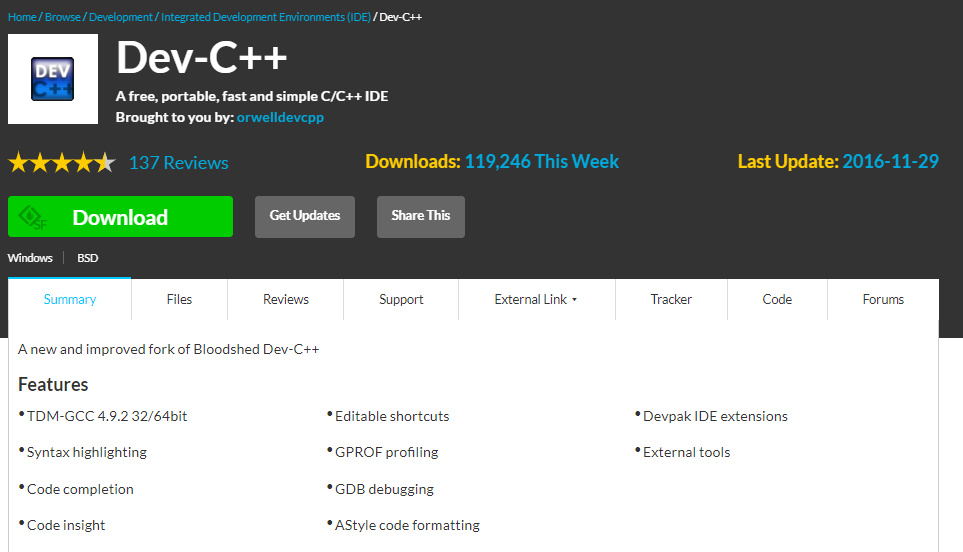 Home / Browse / Development / Integrated Development Environments (IDE) / Dev-C++
DEV
C++
Dev-C++
A free, portable, fast and simple C/C++ IDE
Brought to you by: orwelldevcpp
137 Reviews
Downloads: 119,246 This Week
Last Update: 2016-11-29
SF
Download
Get Updates
Share This
Windows
BSD
Summary
Files
Reviews
Support
External Link
Tracker
Code
Forums
A new and improved fork of Bloodshed Dev-C++
Features
• TDM-GCC 4.9.2 32/64bit
• Syntax highlighting
• Code completion
• Code insight
• Editable shortcuts
• GPROF profiling
• GDB debugging
• AStyle code formatting
• Devpak IDE extensions
• External tools